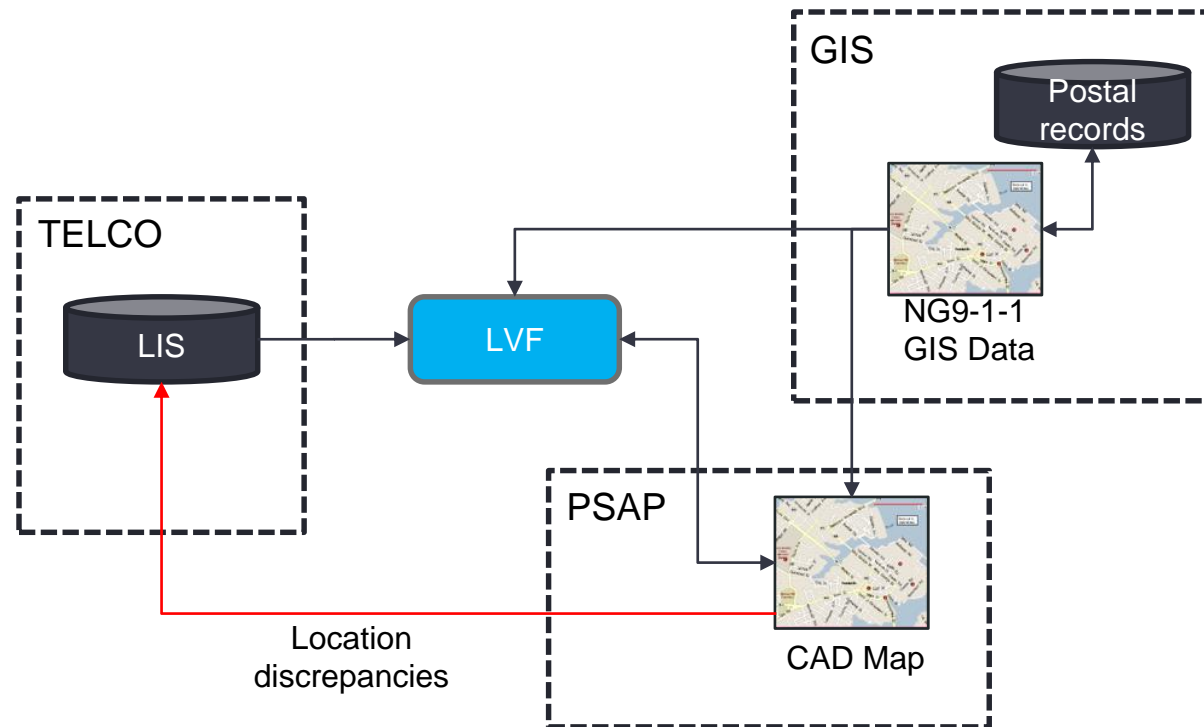 GIS
Postal
records
TELCO
NG9-1-1
GIS Data
LIS
LVF
PSAP
Location
discrepancies
CAD Map